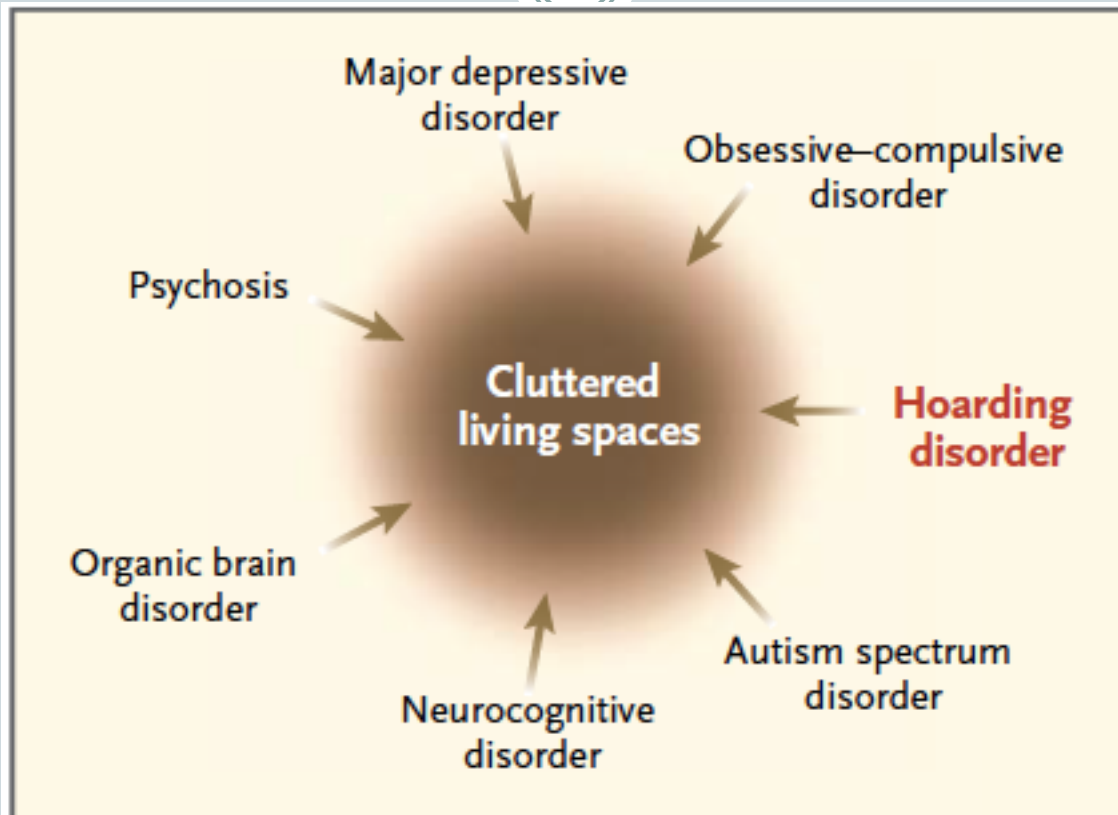 Major depressive
disorder
Obsessive–compulsive
disorder
Psychosis
Cluttered
living spaces
Hoarding
disorder
Organic brain
disorder
Autism spectrum
disorder
Neurocognitive
disorder